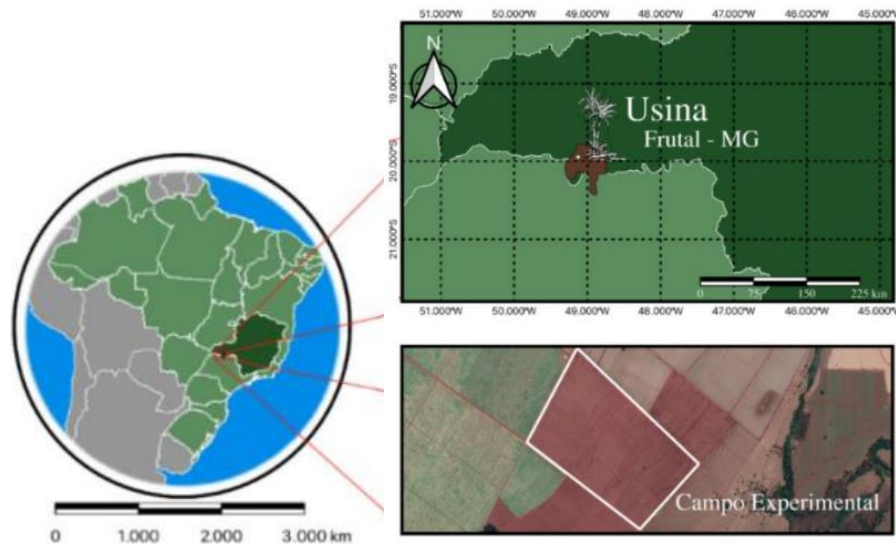 51.000°W 50.000°W 49.000°W 48.000°W 47.000°W 46.000°W 45.000°W
N
19.000°S
20.000°S
21.000°S
Usina
Frutal - MG
0 75 150 225 km
51.000°W 50.000°W 49.000°W 48.000°W 47.000°W 46.000°W 45.000°W
0 1.000 2.000 3.000 km
Campo Experimental